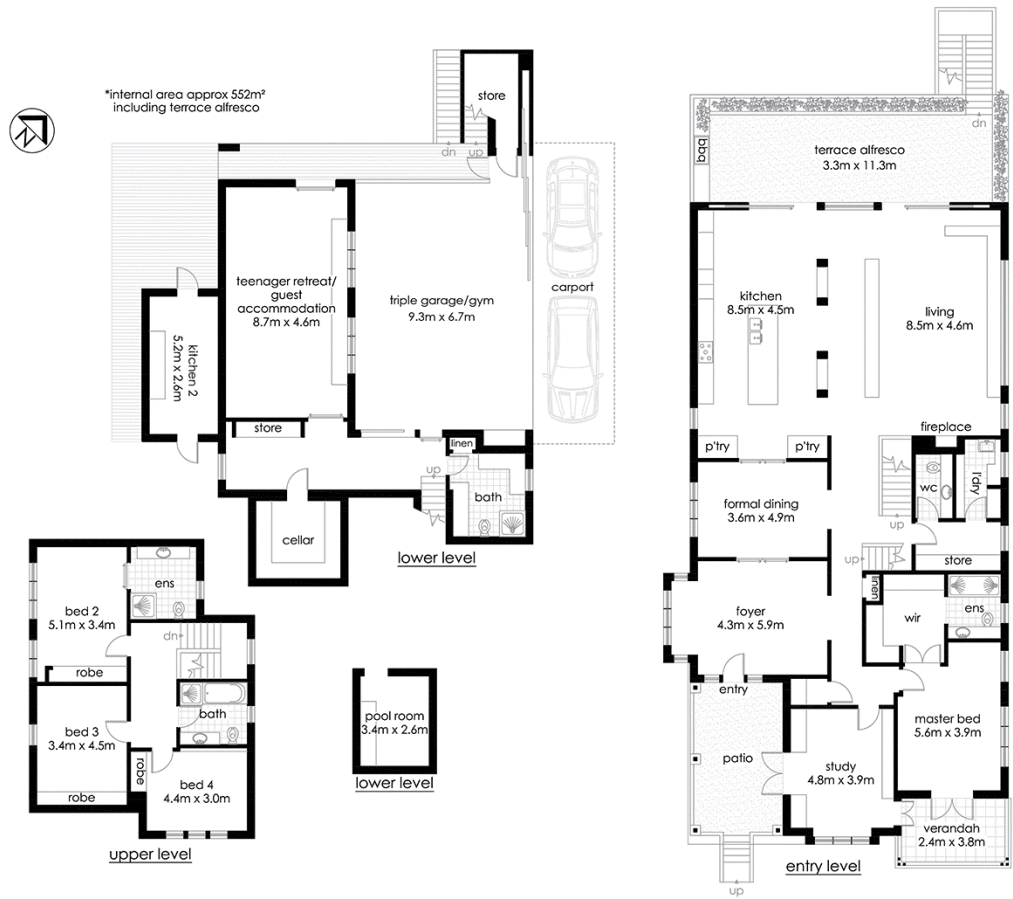 *internal area approx 552m²
including terrace alfresco
store
dn
up
teenager retreat/
guest
accommodation
8.7m x 4.6m
triple garage/gym
9.3m x 6.7m
carport
kitchen 2
5.2m x 2.6m
store
linen
up
bath
cellar
lower level
bed 2
5.1m x 3.4m
ens
dn
robe
bed 3
3.4m x 4.5m
bath
robe
robe
bed 4
4.4m x 3.0m
upper level
pool room
3.4m x 2.6m
lower level
dn
bbq
terrace alfresco
3.3m x 11.3m
kitchen
8.5m x 4.5m
living
8.5m x 4.6m
fireplace
p'try
p'try
wc
l'dry
formal dining
3.6m x 4.9m
up
up
store
linen
wir
ens
foyer
4.3m x 5.9m
entry
master bed
5.6m x 3.9m
patio
study
4.8m x 3.9m
verandah
2.4m x 3.8m
entry level
up